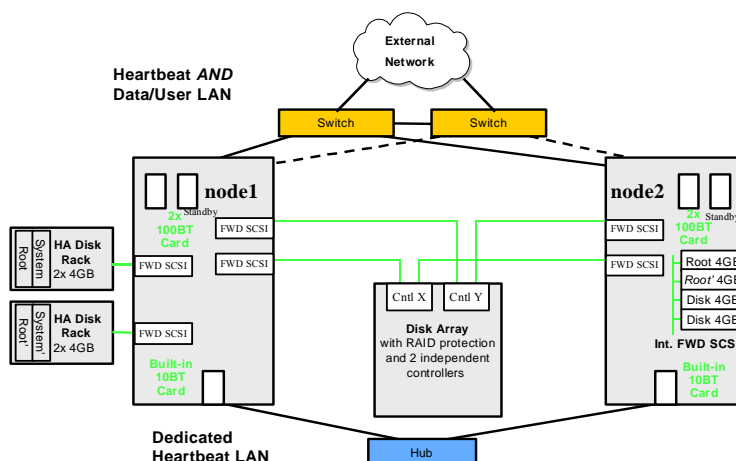 External
Network
Heartbeat AND
Data/User LAN
Switch
Switch
node1
Standby
2x
100BT
Card
FWD SCSI
FWD SCSI
FWD SCSI
FWD SCSI
Built-in
10BT
Card
System
Root
HA Disk
Rack
2x 4GB
System'
Root'
HA Disk
Rack
2x 4GB
Cntl X
Cntl Y
Disk Array
with RAID protection
and 2 independent
controllers
node2
Standby
2x
100BT
Card
FWD SCSI
FWD SCSI
Root 4GB
Root' 4GB
Disk 4GB
Disk 4GB
Int. FWD SCS
Built-in
10BT
Card
Dedicated
Heartbeat LAN
Hub